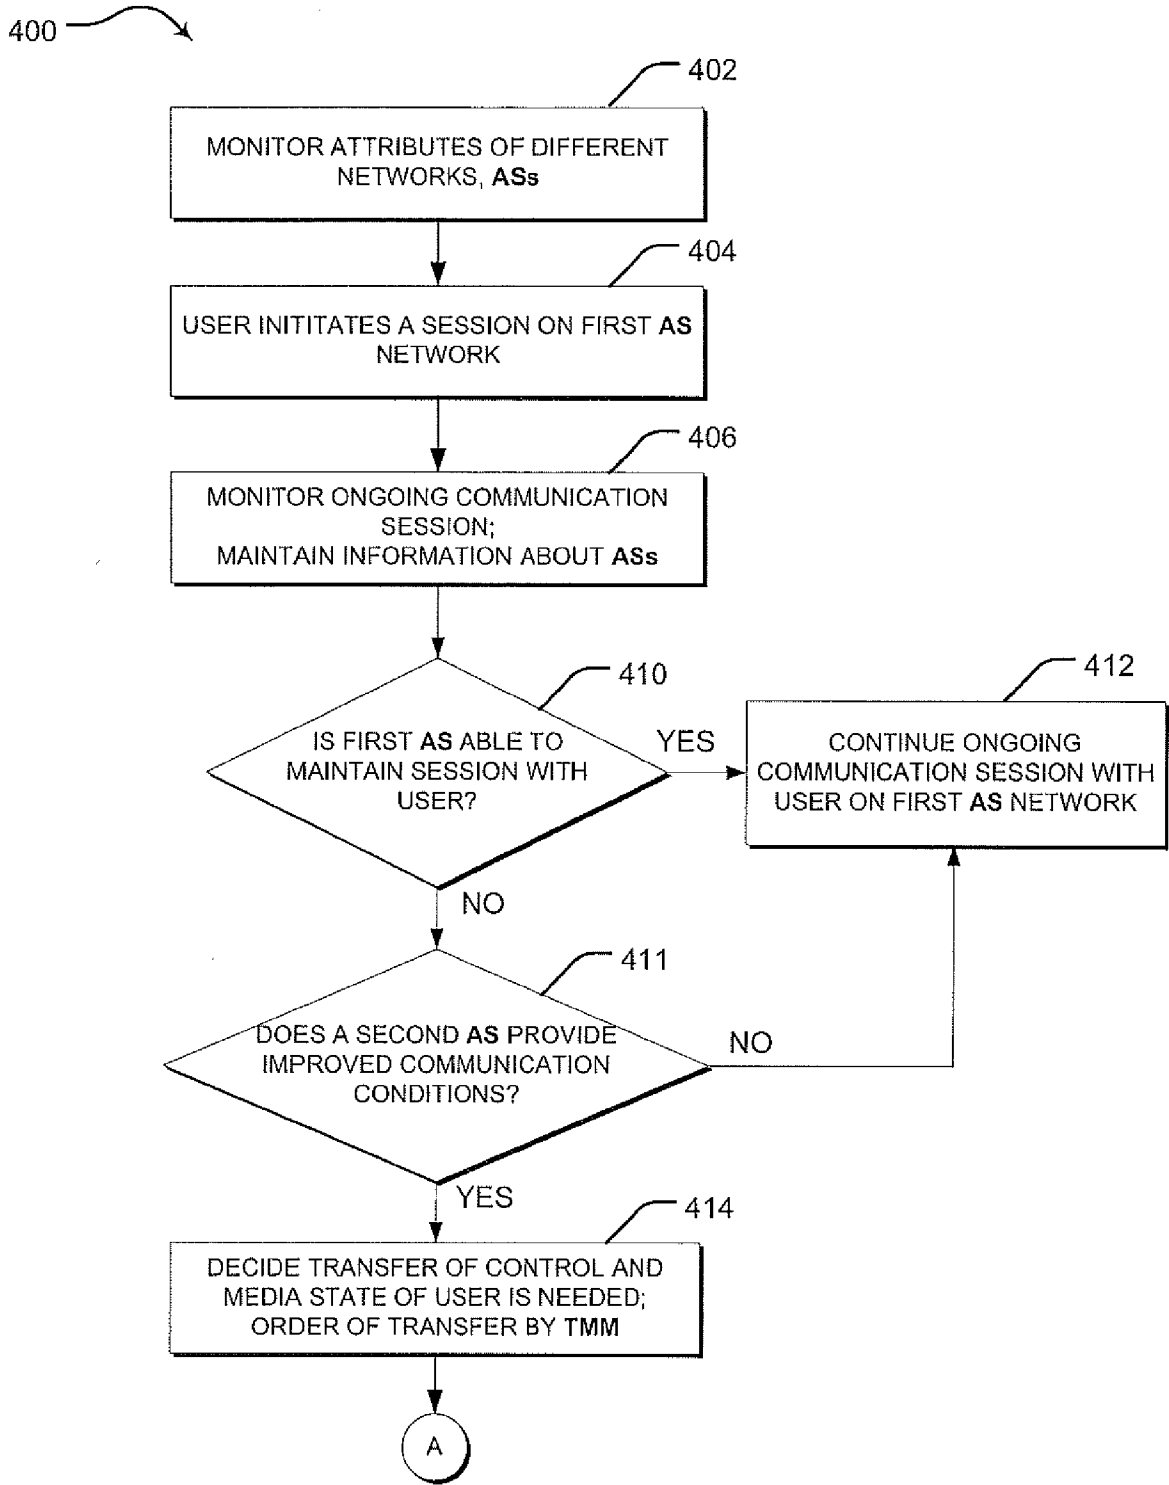 400
402
MONITOR ATTRIBUTES OF DIFFERENT
NETWORKS, ASs
404
USER INITITATES A SESSION ON FIRST AS
NETWORK
406
MONITOR ONGOING COMMUNICATION
SESSION;
MAINTAIN INFORMATION ABOUT ASs
410
IS FIRST AS ABLE TO
MAINTAIN SESSION WITH
USER?
YES
412
CONTINUE ONGOING
COMMUNICATION SESSION WITH
USER ON FIRST AS NETWORK
NO
411
DOES A SECOND AS PROVIDE
IMPROVED COMMUNICATION
CONDITIONS?
NO
YES
414
DECIDE TRANSFER OF CONTROL AND
MEDIA STATE OF USER IS NEEDED;
ORDER OF TRANSFER BY TMM
A